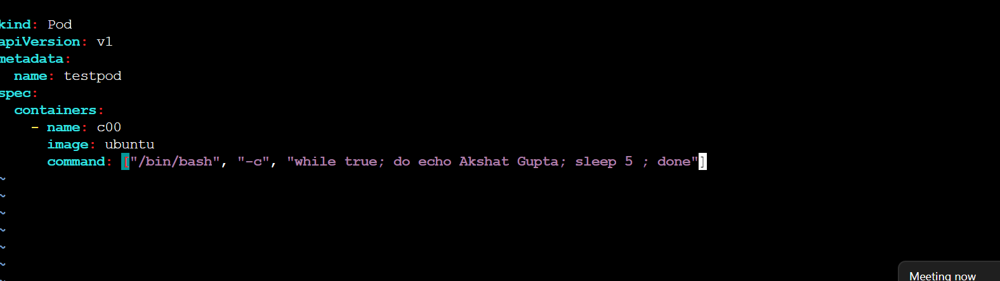 kind: Pod
apiVersion: v1
metadata:
  name: testpod
spec:
  containers:
    - name: c00
      image: ubuntu
      command: ["/bin/bash", "-c", "while true; do echo Akshat Gupta; sleep 5 ; done"]
~
~
~
~
~
~
~
Meeting now